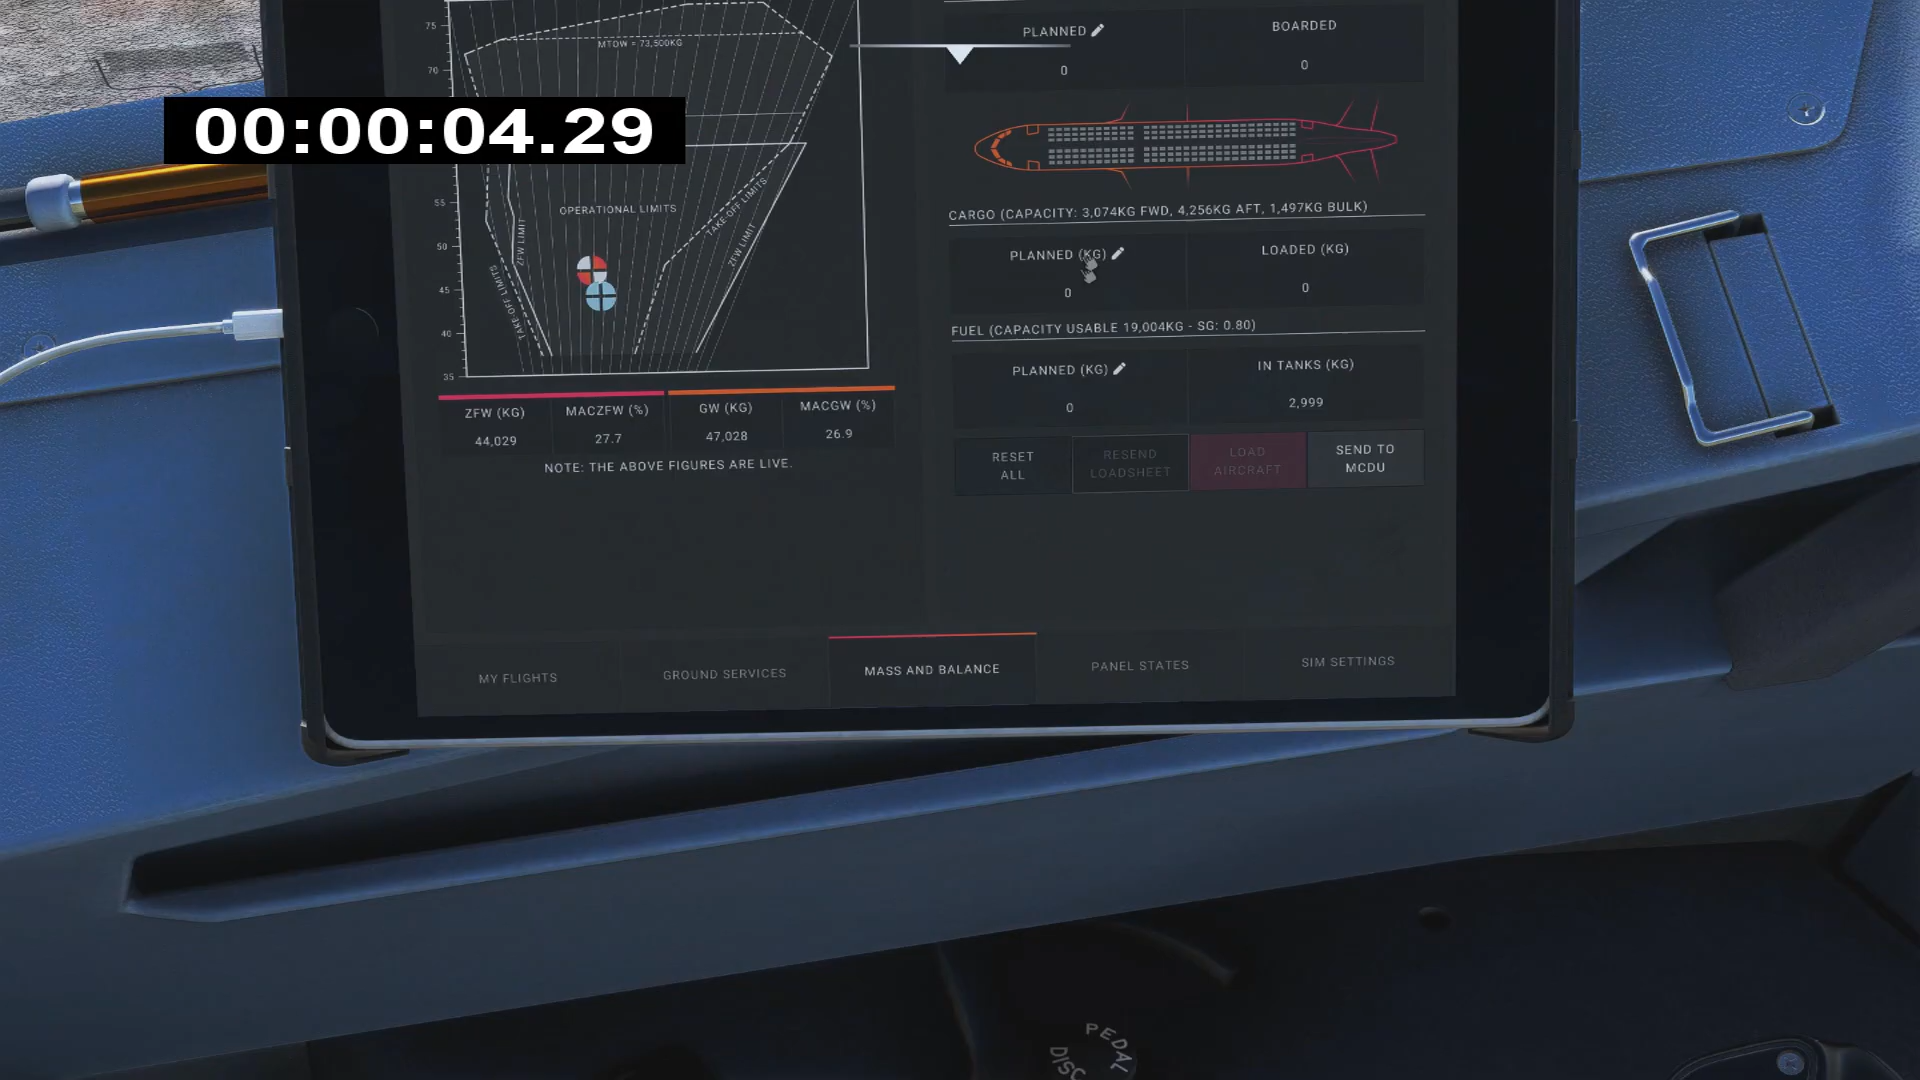 75
MTOW = 73,500KG
70
00:00:04.29
55
OPERATIONAL LIMITS
TAKE-OFF LIMITS
ZFW LIMIT
50
ZFW LIMIT
TAKE-OFF LIMITS
45
40
35
ZFW (KG) MACZFW (%) GW (KG) MACGW (%)
44,029 27.7 47,028 26.9
NOTE: THE ABOVE FIGURES ARE LIVE.
PLANNED BOARDED
0 0
CARGO (CAPACITY: 3,074KG FWD, 4,256KG AFT, 1,497KG BULK)
PLANNED (KG) LOADED (KG)
0 0
FUEL (CAPACITY USABLE 19,004KG - SG: 0.80)
PLANNED (KG) IN TANKS (KG)
0 2,999
RESET ALL
RESEND LOADSHEET
LOAD AIRCRAFT
SEND TO MCDU
MY FLIGHTS GROUND SERVICES MASS AND BALANCE PANEL STATES SIM SETTINGS
PEDAL
DISC